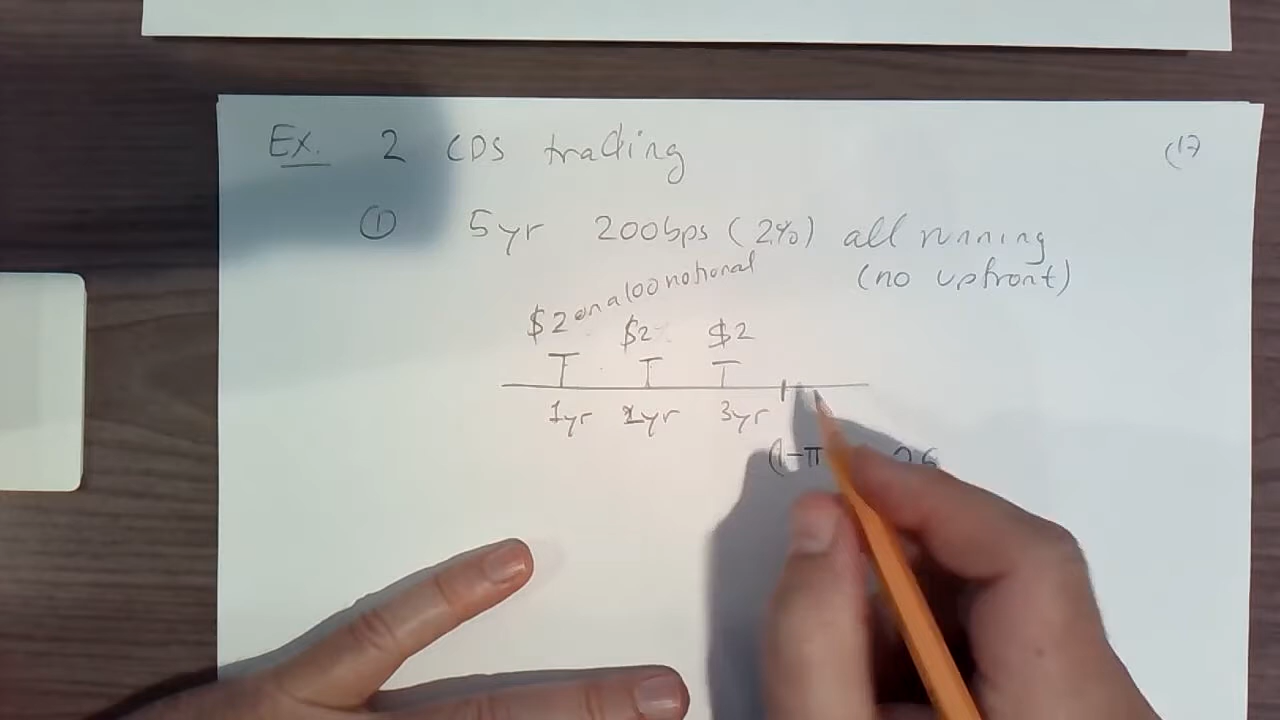 Ex. 2 CDS trading
(17
① 5yr 200bps (2%) all running
(no upfront)
$2 on a 100 notional $2 $2
1yr 2yr 3yr
(1-π